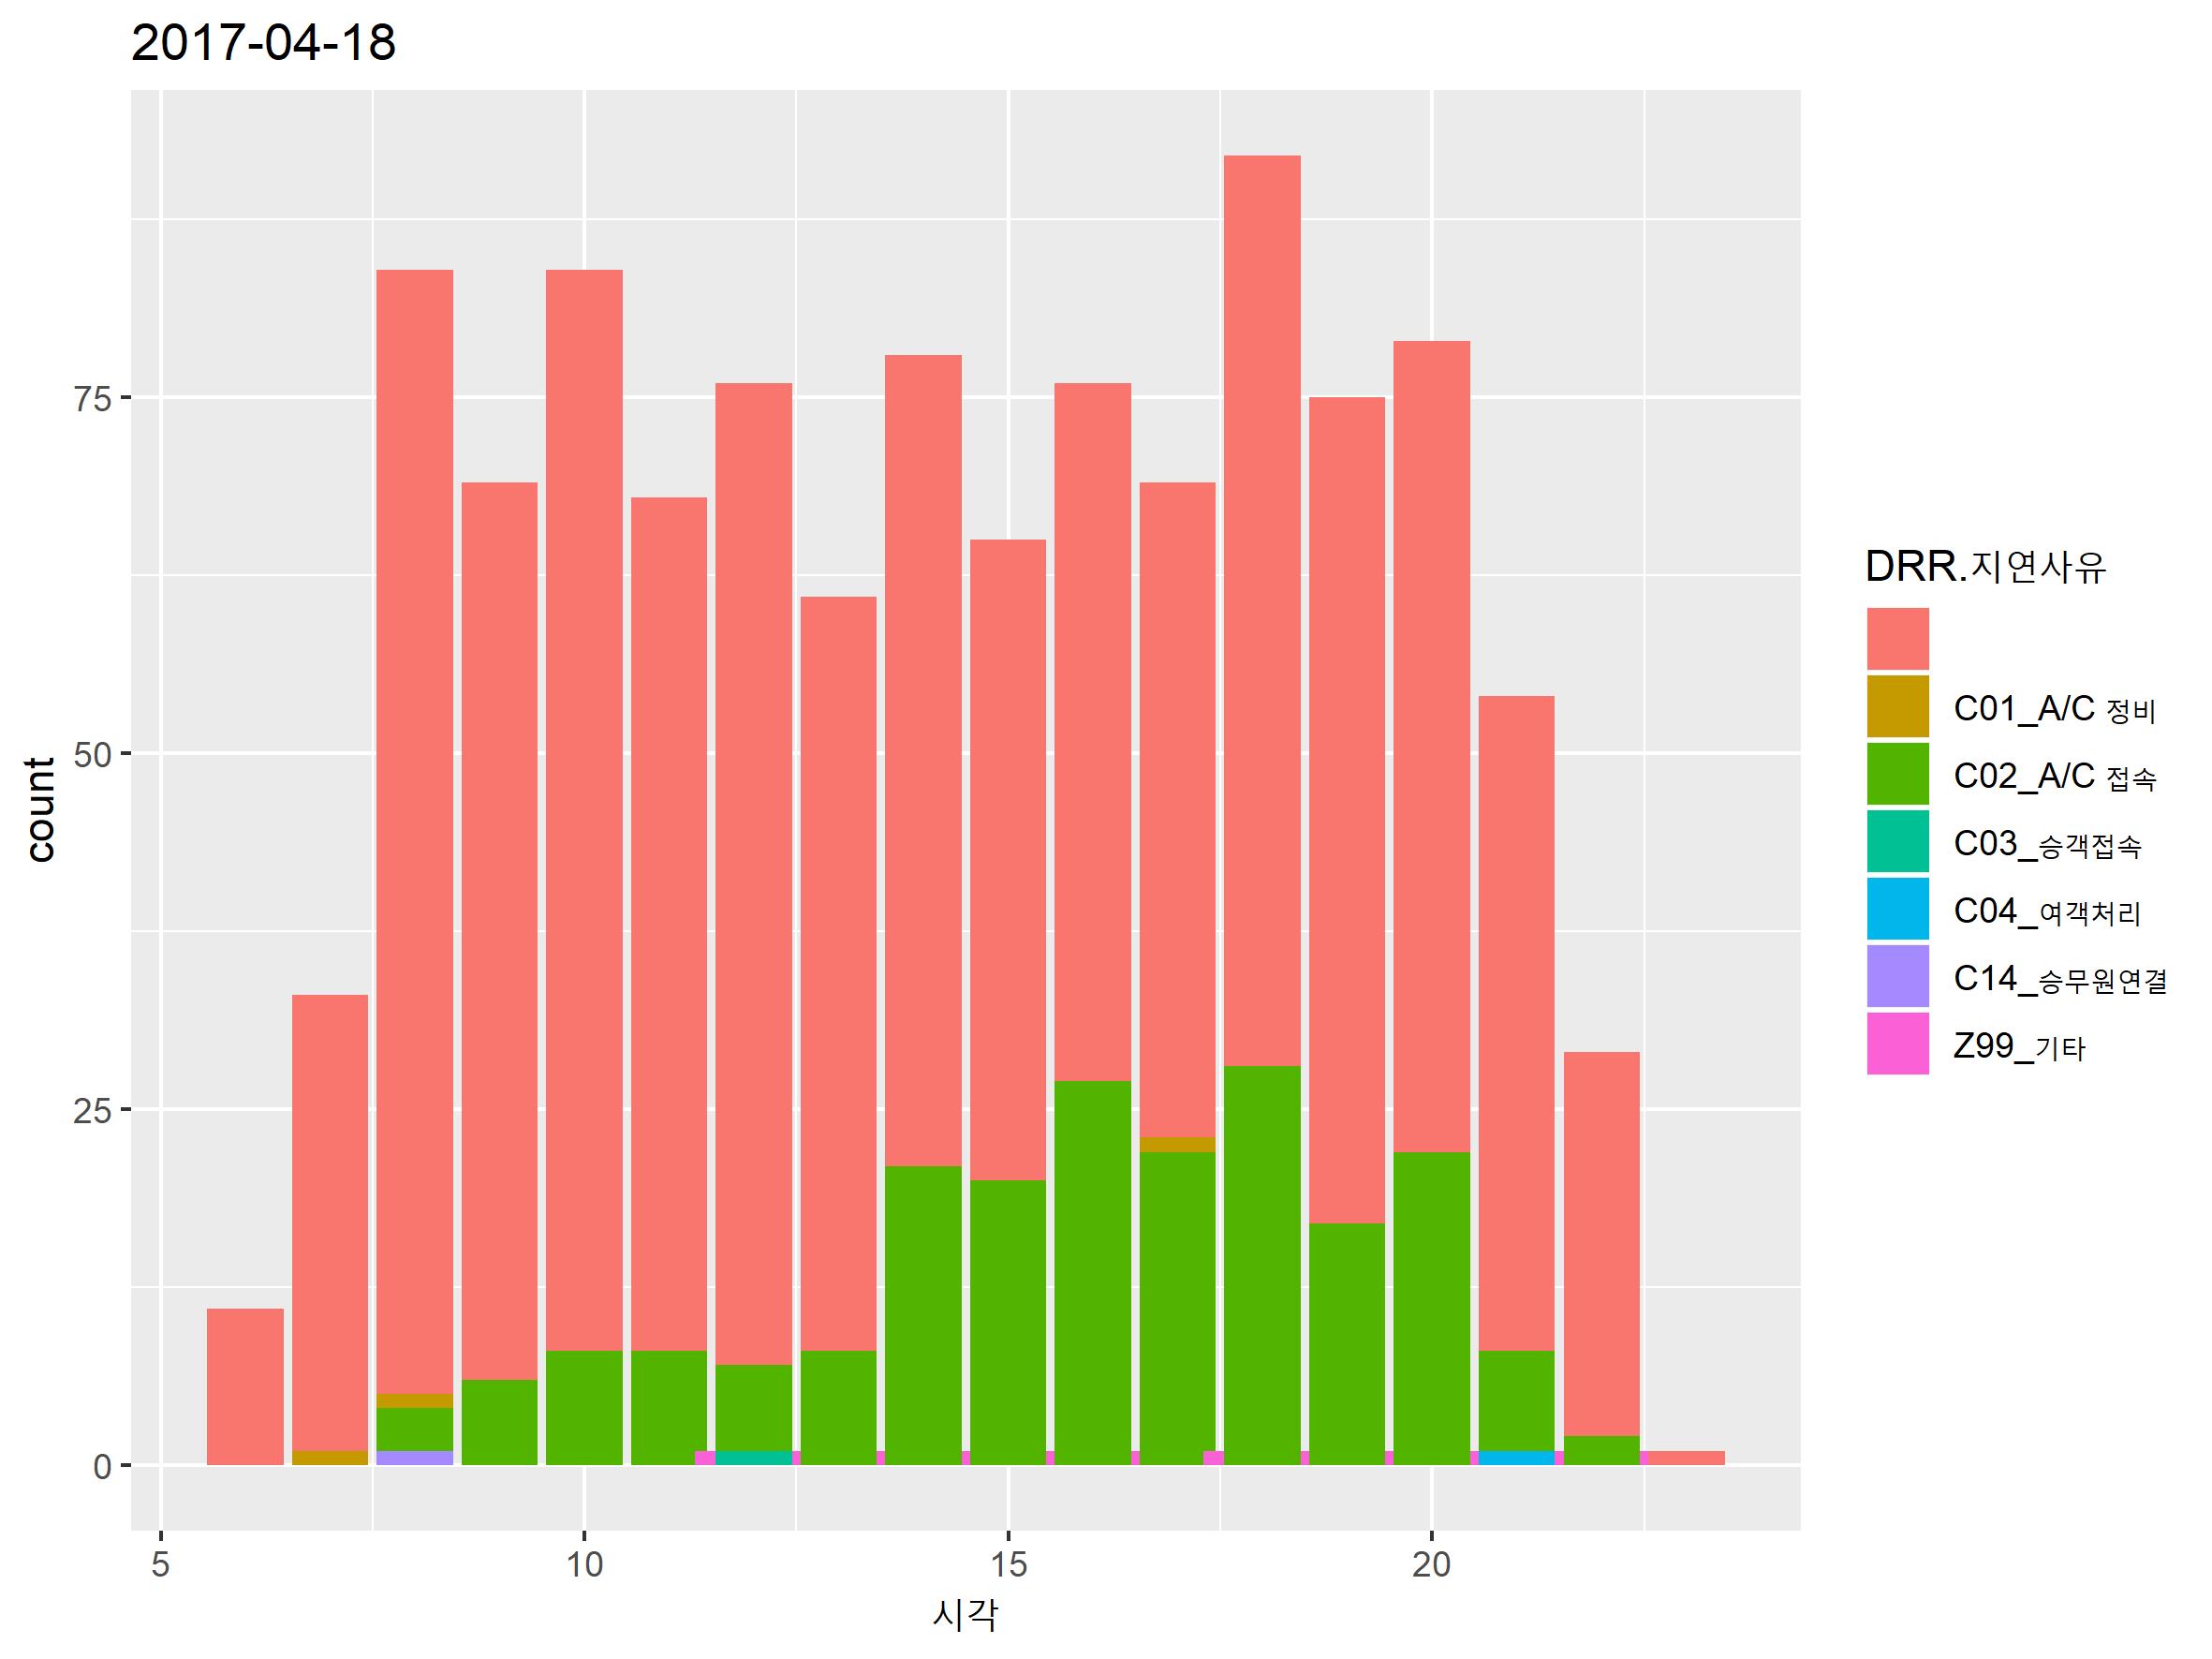 2017-04-18
75
50
25
0
count
5 10 15 20
시각
DRR.지연사유
C01_A/C 정비
C02_A/C 접속
C03_승객접속
C04_여객처리
C14_승무원연결
Z99_기타